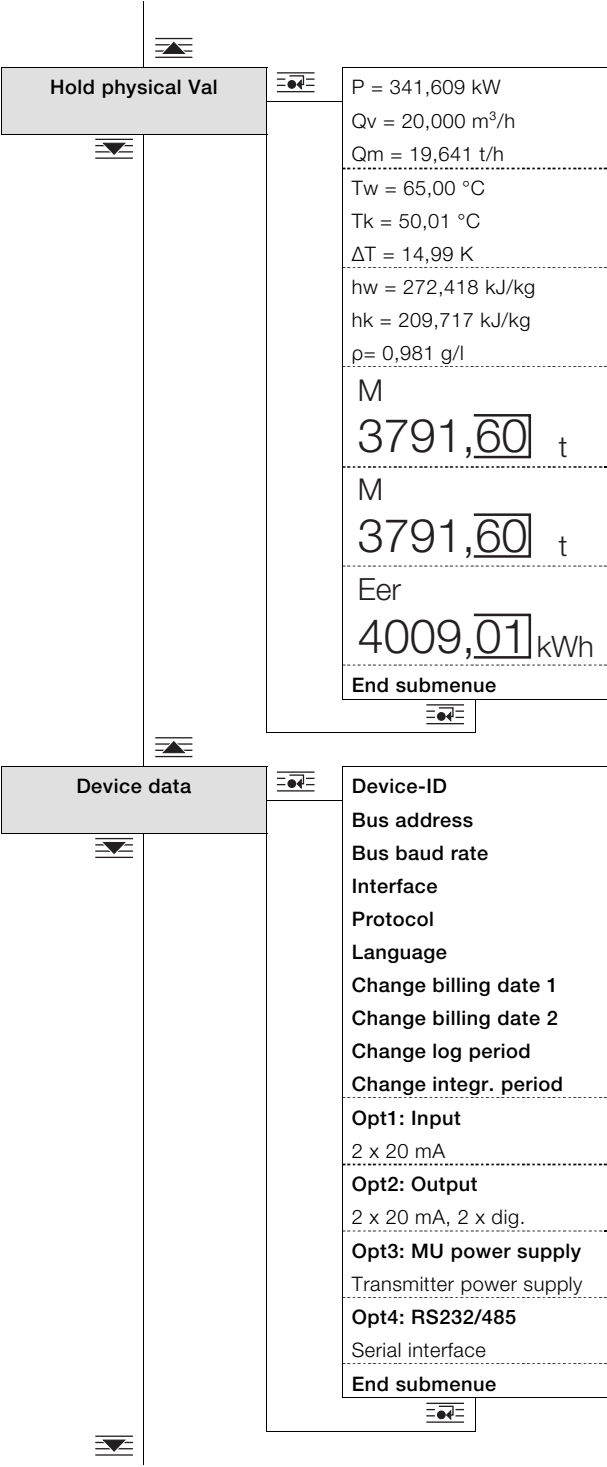 Hold physical Val
P = 341,609 kW
Qv = 20,000 m³/h
Qm = 19,641 t/h
Tw = 65,00 °C
Tk = 50,01 °C
ΔT = 14,99 K
hw = 272,418 kJ/kg
hk = 209,717 kJ/kg
ρ= 0,981 g/l
M
3791,60 t
M
3791,60 t
Eer
4009,01 kWh
End submenue
Device data
Device-ID
Bus address
Bus baud rate
Interface
Protocol
Language
Change billing date 1
Change billing date 2
Change log period
Change integr. period
Opt1: Input
2 x 20 mA
Opt2: Output
2 x 20 mA, 2 x dig.
Opt3: MU power supply
Transmitter power supply
Opt4: RS232/485
Serial interface
End submenue